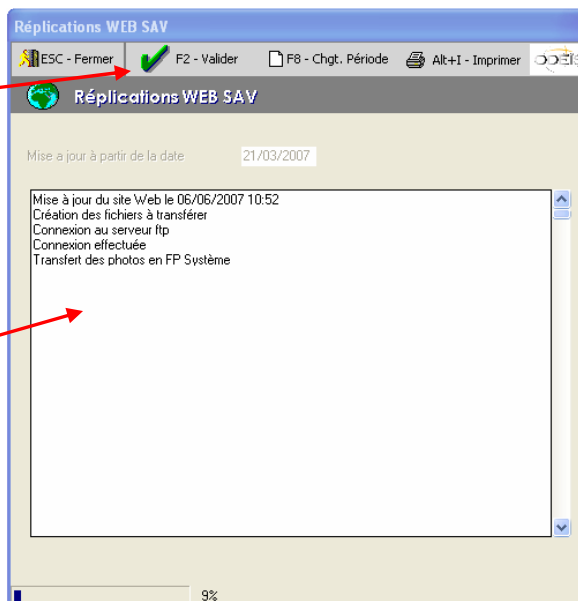 Réplications WEB SAV
ESC - Fermer F2 - Valider F8 - Chgt. Période Alt+I - Imprimer
Réplications WEB SAV
Mise a jour à partir de la date 21/03/2007
Mise à jour du site Web le 06/06/2007 10:52
Création des fichiers à transférer
Connexion au serveur ftp
Connexion effectuée
Transfert des photos en FP Système
9%